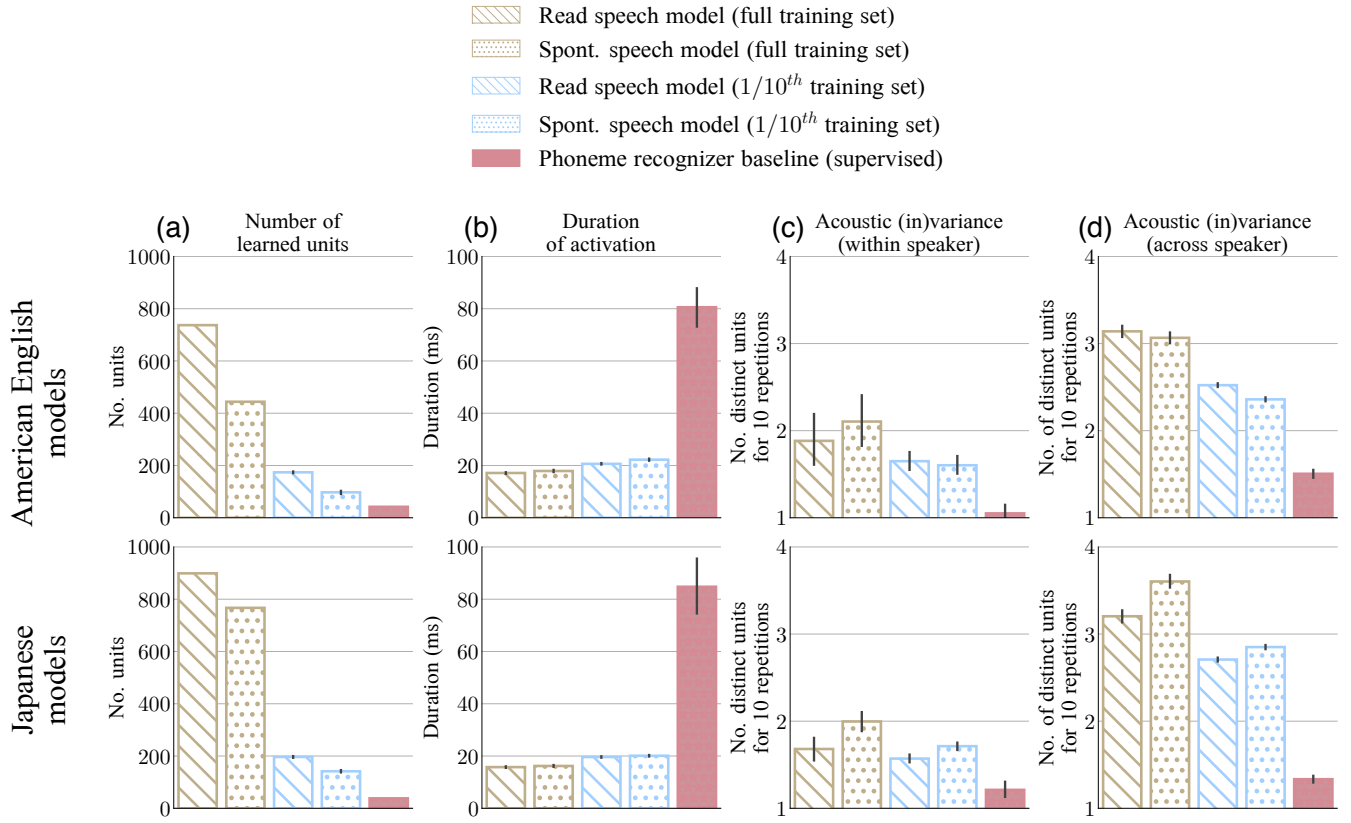 Read speech model (full training set)
Spont. speech model (full training set)
Read speech model (1/10th training set)
Spont. speech model (1/10th training set)
Phoneme recognizer baseline (supervised)
(a) Number of
learned units
(b) Duration
of activation
(c) Acoustic (in)variance
(within speaker)
(d) Acoustic (in)variance
(across speaker)
American English
models
No. units
1000
800
600
400
200
0
Duration (ms)
100
80
60
40
20
0
No. distinct units
for 10 repetitions
4
3
2
1
No. of distinct units
for 10 repetitions
4
3
2
1
Japanese
models
No. units
1000
800
600
400
200
0
Duration (ms)
100
80
60
40
20
0
No. distinct units
for 10 repetitions
4
3
2
1
No. of distinct units
for 10 repetitions
4
3
2
1